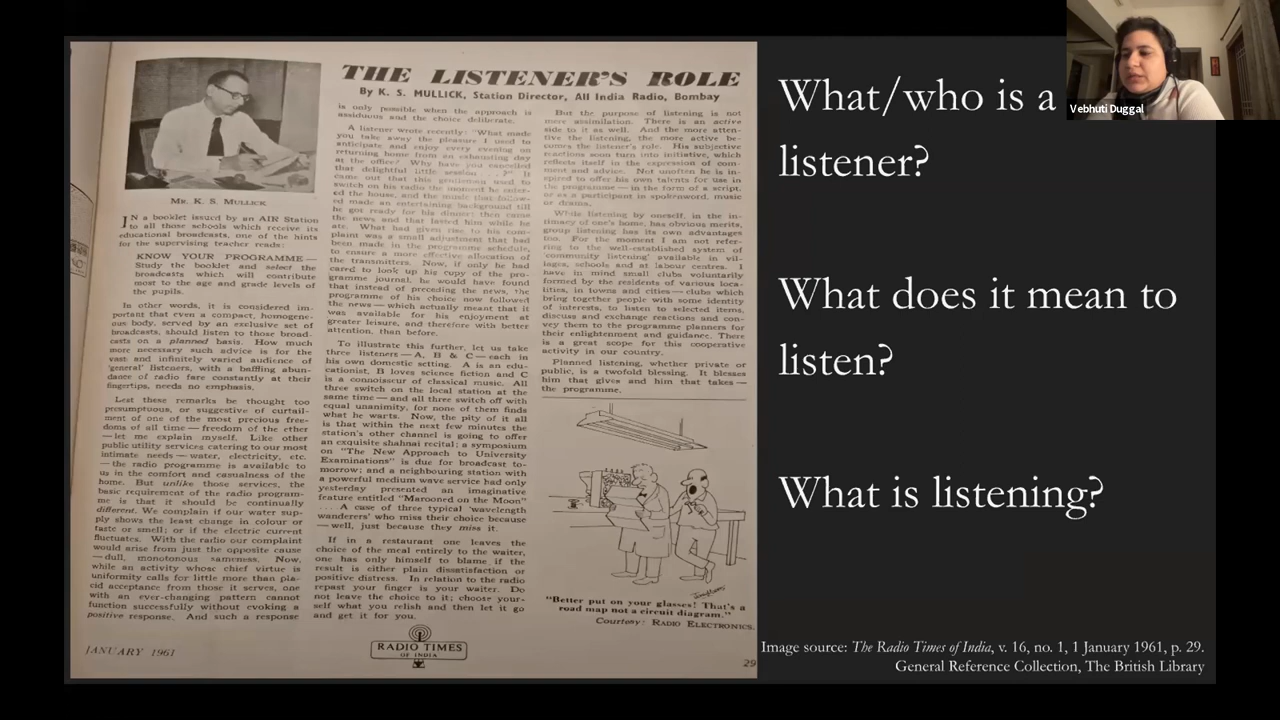 THE LISTENER'S ROLE
By K. S. MULLICK, Station Director, All India Radio, Bombay
MR. K. S. MULLICK
IN a booklet issued by an AIR Station
to all those schools which receive its
educational broadcasts, one of the hints
for the supervising teacher reads:
KNOW YOUR PROGRAMME—
Study the booklet and select the
broadcasts which will contribute
most to the age and grade levels of
the pupils.
In other words, it is considered im-
portant that even a compact, homogene-
ous body, served by an exclusive set of
broadcasts, should listen to those broad-
casts on a planned basis. How much
more necessary such advice is for the
vast and infinitely varied audience of
'general' listeners, with a baffling abun-
dance of radio fare constantly at their
fingertips, needs no emphasis.
Lest these remarks be thought too
presumptuous, or suggestive of curtail-
ment of one of the most precious free-
doms of all time—freedom of the ether
—let me explain myself. Like other
public utility services catering to our most
intimate needs—water, electricity, etc.
—the radio programme is available to
us in the comfort and casualness of the
home. But unlike those services, the
basic requirement of the radio program-
me is that it should be continually
different. We complain if our water sup-
ply shows the least change in colour or
taste or smell; or if the electric current
fluctuates. With the radio our complaint
would arise from just the opposite cause
—dull, monotonous sameness. Now,
while an activity whose chief virtue is
uniformity calls for little more than pla-
cid acceptance from those it serves, one
with an ever-changing pattern cannot
function successfully without evoking a
positive response. And such a response
is only possible when the approach is
assiduous and the choice deliberate.
A listener wrote recently: "What made
you take away the pleasure I used to
anticipate and enjoy every evening on
returning home from an exhausting day
at the office? Why have you cancelled
that delightful little session . . .?" It
came out that this gentleman used to
switch on his radio the moment he enter-
ed the house, and the music that follow-
ed made an entertaining background till
he got ready for his dinner; then came
the news and that lasted him while he
ate. What had given rise to his com-
plaint was a small adjustment that had
been made in the programme schedule,
to ensure a more effective allocation of
the transmitters. Now, if only he had
cared to look up his copy of the pro-
gramme journal, he would have found
that instead of preceding the news, the
programme of his choice now followed
the news—which actually meant that it
was available for his enjoyment at
greater leisure, and therefore with better
attention, than before.
To illustrate this further, let us take
three listeners—A, B & C—each in
his own domestic setting. A is an edu-
cationist, B loves science fiction and C
is a connoisseur of classical music. All
three switch on the local station at the
same time—and all three switch off with
equal unanimity, for none of them finds
what he wants. Now, the pity of it all
is that within the next few minutes the
station's other channel is going to offer
an exquisite shahnai recital; a symposium
on "The New Approach to University
Examinations" is due for broadcast to-
morrow; and a neighbouring station with
a powerful medium wave service had only
yesterday presented an imaginative
feature entitled "Marooned on the Moon"
. . . . A case of three typical 'wavelength
wanderers' who miss their choice because
—well, just because they miss it.
If in a restaurant one leaves the
choice of the meal entirely to the waiter,
one has only himself to blame if the
result is either plain dissatisfaction or
positive distress. In relation to the radio
repast your finger is your waiter. Do
not leave the choice to it; choose your-
self what you relish and then let it go
and get it for you.
But the purpose of listening is not
mere assimilation. There is an active
side to it as well. And the more atten-
tive the listening, the more active be-
comes the listener's role. His subjective
reactions soon turn into initiative, which
reflects itself in the expression of com-
ment and advice. Not unoften he is in-
spired to offer his own talents for use in
the programme—in the form of a script,
or as a participant in spoken word, music
or drama.
While listening by oneself, in the in-
timacy of one's home, has obvious merits,
group listening has its own advantages
too. For the moment I am not refer-
ring to the well-established system of
'community listening' available in vil-
lages, schools and at labour centres. I
have in mind small clubs voluntarily
formed by the residents of various loca-
lities, in towns and cities—clubs which
bring together people with some identity
of interests, to listen to selected items,
discuss and exchange reactions and con-
vey them to the programme planners for
their enlightenment and guidance. There
is a great scope for this cooperative
activity in our country.
Planned listening, whether private or
public, is a twofold blessing. It blesses
him that gives and him that takes—
the programme.
"Better put on your glasses! That's a
road map not a circuit diagram."
Courtesy: RADIO ELECTRONICS.
JANUARY 1961
RADIO TIMES
OF INDIA
29
What/who is a
listener?
What does it mean to
listen?
What is listening?
Image source: The Radio Times of India, v. 16, no. 1, 1 January 1961, p. 29.
General Reference Collection, The British Library
Vebhuti Duggal